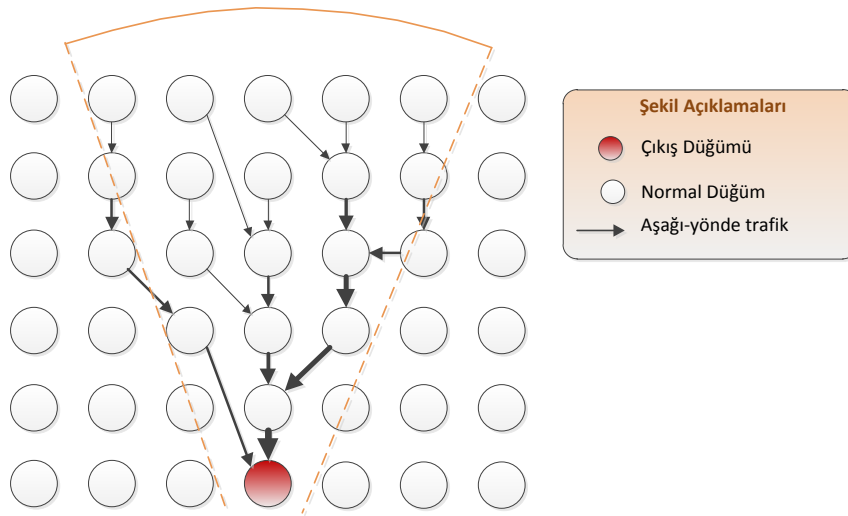 Şekil Açıklamaları
Çıkış Düğümü
Normal Düğüm
Aşağı-yönde trafik